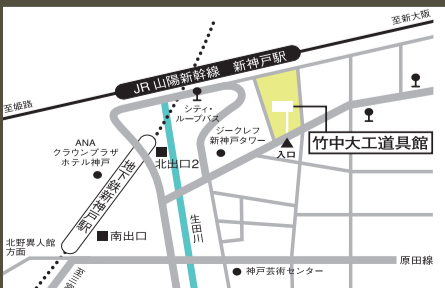 至新大阪
JR 山陽新幹線 新神戸駅
至姫路
シティ・
ループバス
ANA
クラウンプラザ
ホテル神戸
ジークレフ
新神戸タワー
竹中大工道具館
入口
北出口2
地下鉄新神戸駅
生田川
南出口
北野異人館
方面
原田線
神戸芸術センター